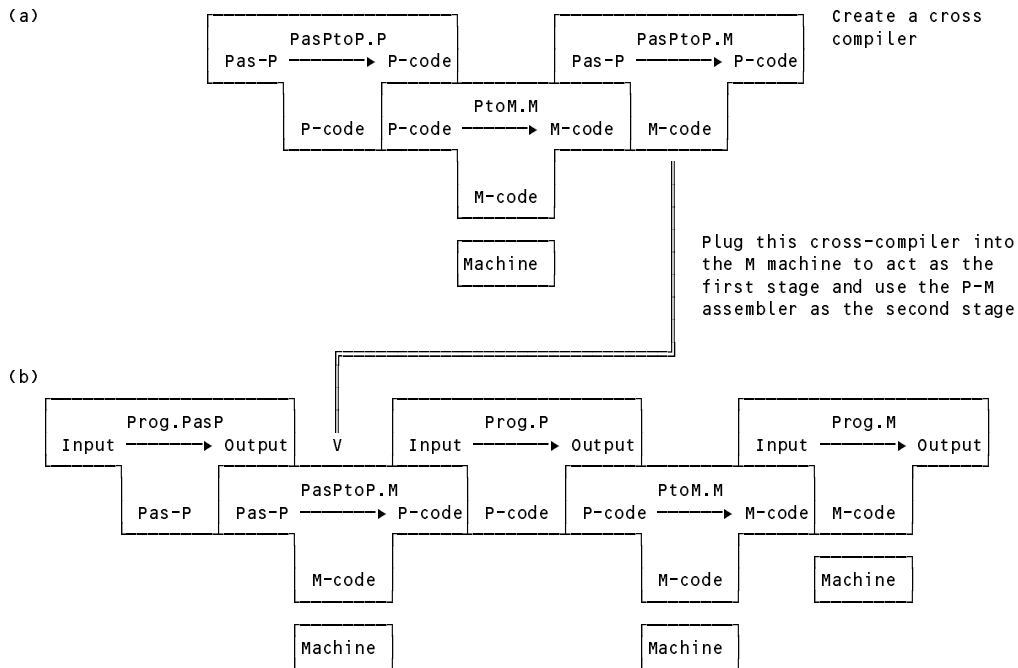 (a)
Create a cross
compiler
PasPtoP.P
PasPtoP.M
Pas-P P-code
Pas-P P-code
PtoM.M
P-code P-code M-code M-code
M-code
Machine
Plug this cross-compiler into
the M machine to act as the
first stage and use the P-M
assembler as the second stage
(b)
Prog.PasP
Prog.P
Prog.M
Input Output V Input Output Input Output
PasPtoP.M
PtoM.M
Pas-P Pas-P P-code P-code P-code M-code M-code
M-code
M-code
Machine
Machine
Machine